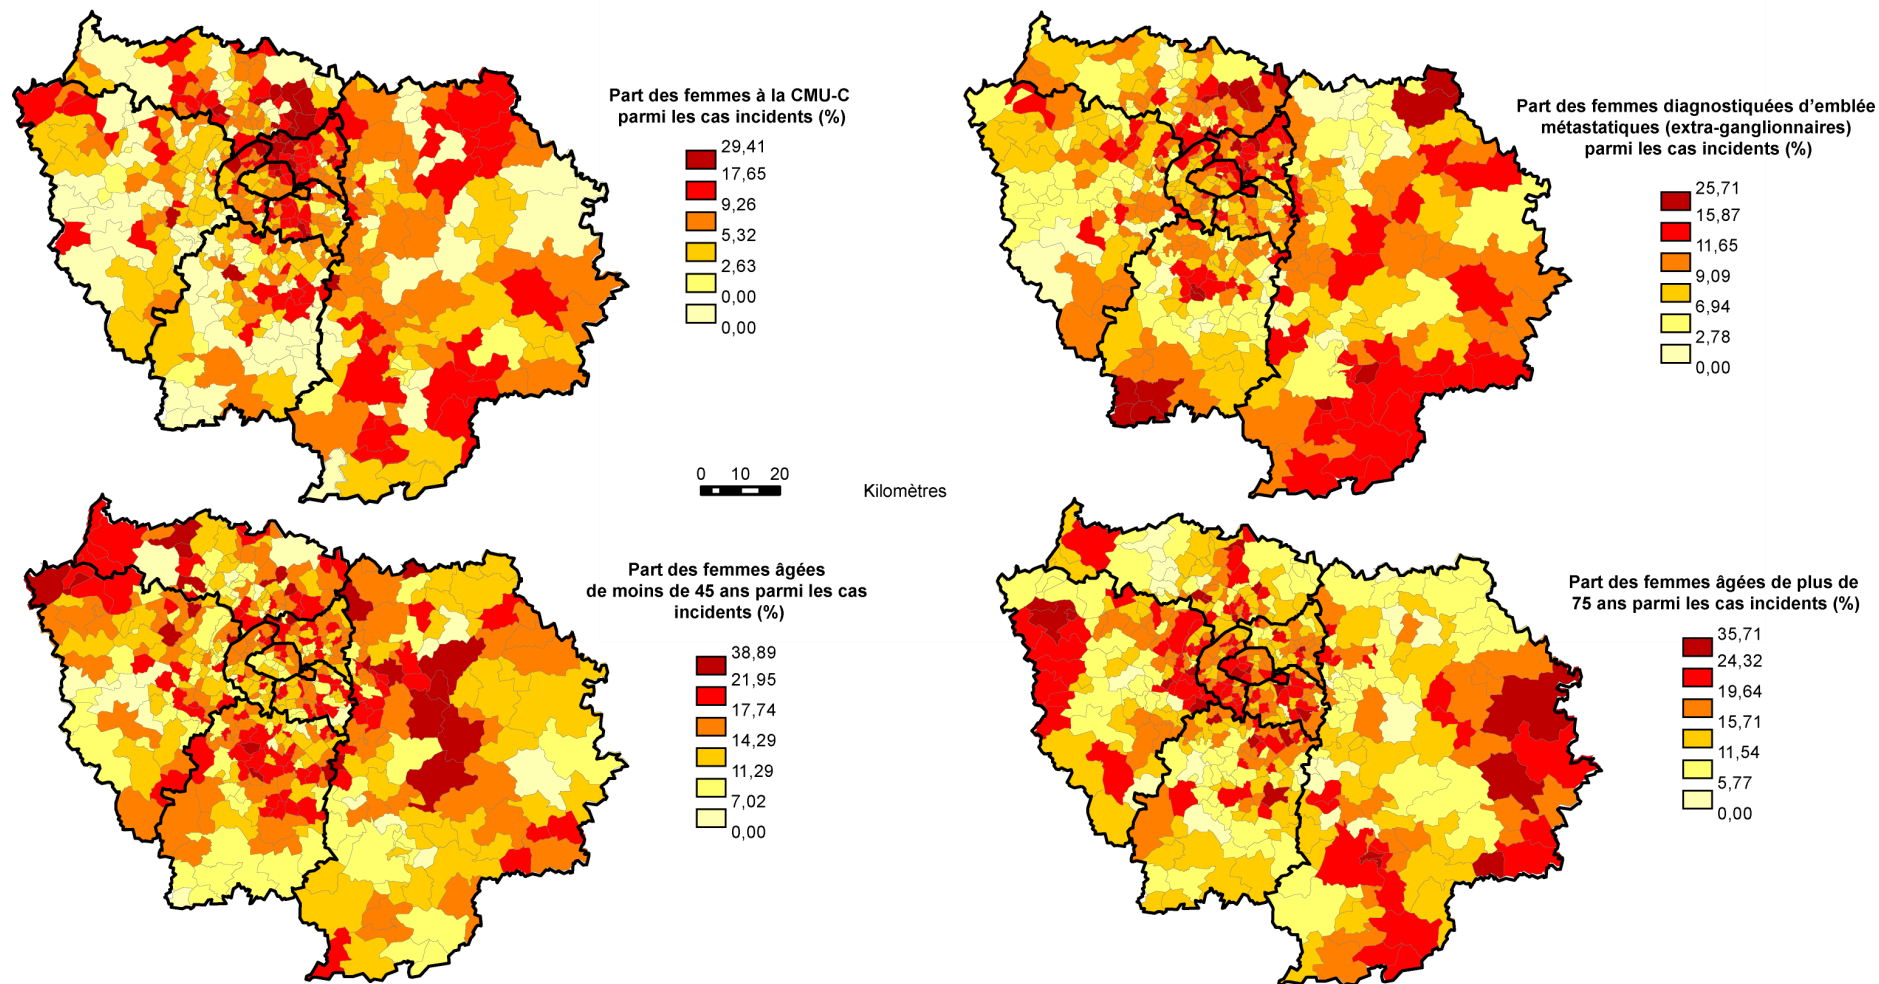 Part des femmes à la CMU-C
parmi les cas incidents (%)
29,41
17,65
9,26
5,32
2,63
0,00
0,00
Part des femmes diagnostiquées d’emblée
métastatiques (extra-ganglionnaires)
parmi les cas incidents (%)
25,71
15,87
11,65
9,09
6,94
2,78
0,00
0 10 20
Kilomètres
Part des femmes âgées
de moins de 45 ans parmi les cas
incidents (%)
38,89
21,95
17,74
14,29
11,29
7,02
0,00
Part des femmes âgées de plus de
75 ans parmi les cas incidents (%)
35,71
24,32
19,64
15,71
11,54
5,77
0,00